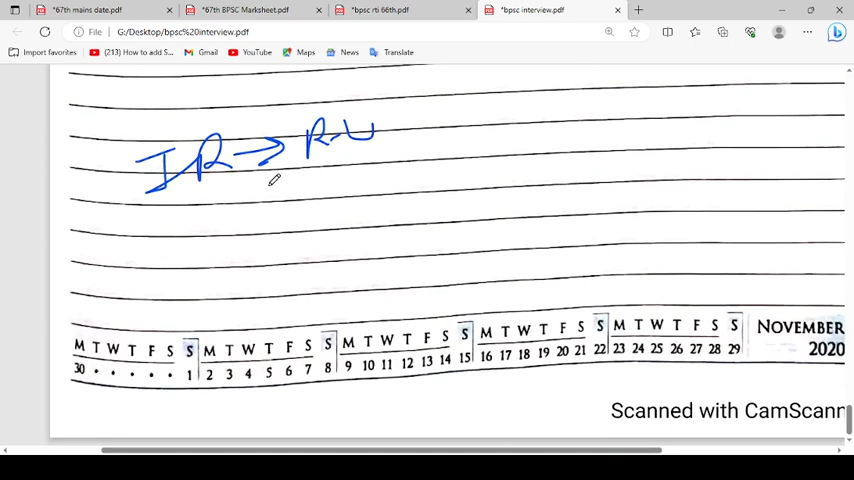 *67th mains date.pdf
*67th BPSC Marksheet.pdf
*bpsc rti 66th.pdf
*bpsc interview.pdf
File G:/Desktop/bpsc%20interview.pdf
Import favorites (213) How to add S... Gmail YouTube Maps News Translate
IR → R-U
M T W T F S S M T W T F S S M T W T F S S M T W T F S S M T W T F S S NOVEMBER
30 • • • • • 1 2 3 4 5 6 7 8 9 10 11 12 13 14 15 16 17 18 19 20 21 22 23 24 25 26 27 28 29 2020
Scanned with CamScann